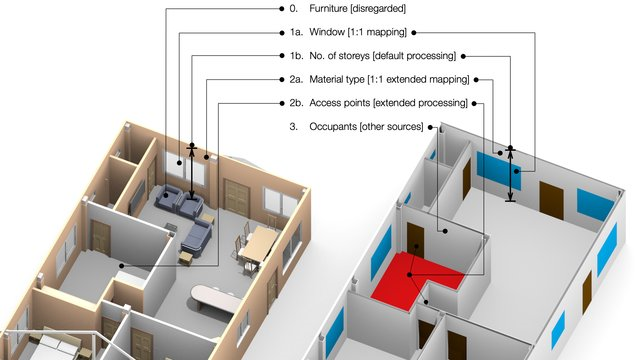 0. Furniture [disregarded]
1a. Window [1:1 mapping]
1b. No. of storeys [default processing]
2a. Material type [1:1 extended mapping]
2b. Access points [extended processing]
3. Occupants [other sources]